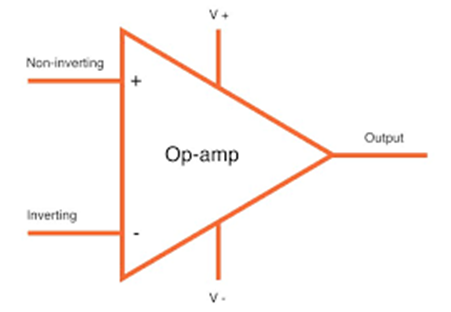 V +
Non-inverting
+
Op-amp
Output
Inverting
-
V -